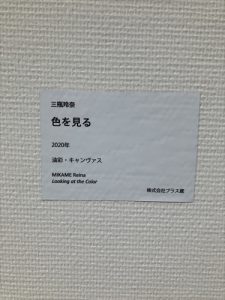 三瓶玲奈
色を見る
2020年
油彩・キャンヴァス
MIKAME Reina
Looking at the Color
株式会社プラス蔵